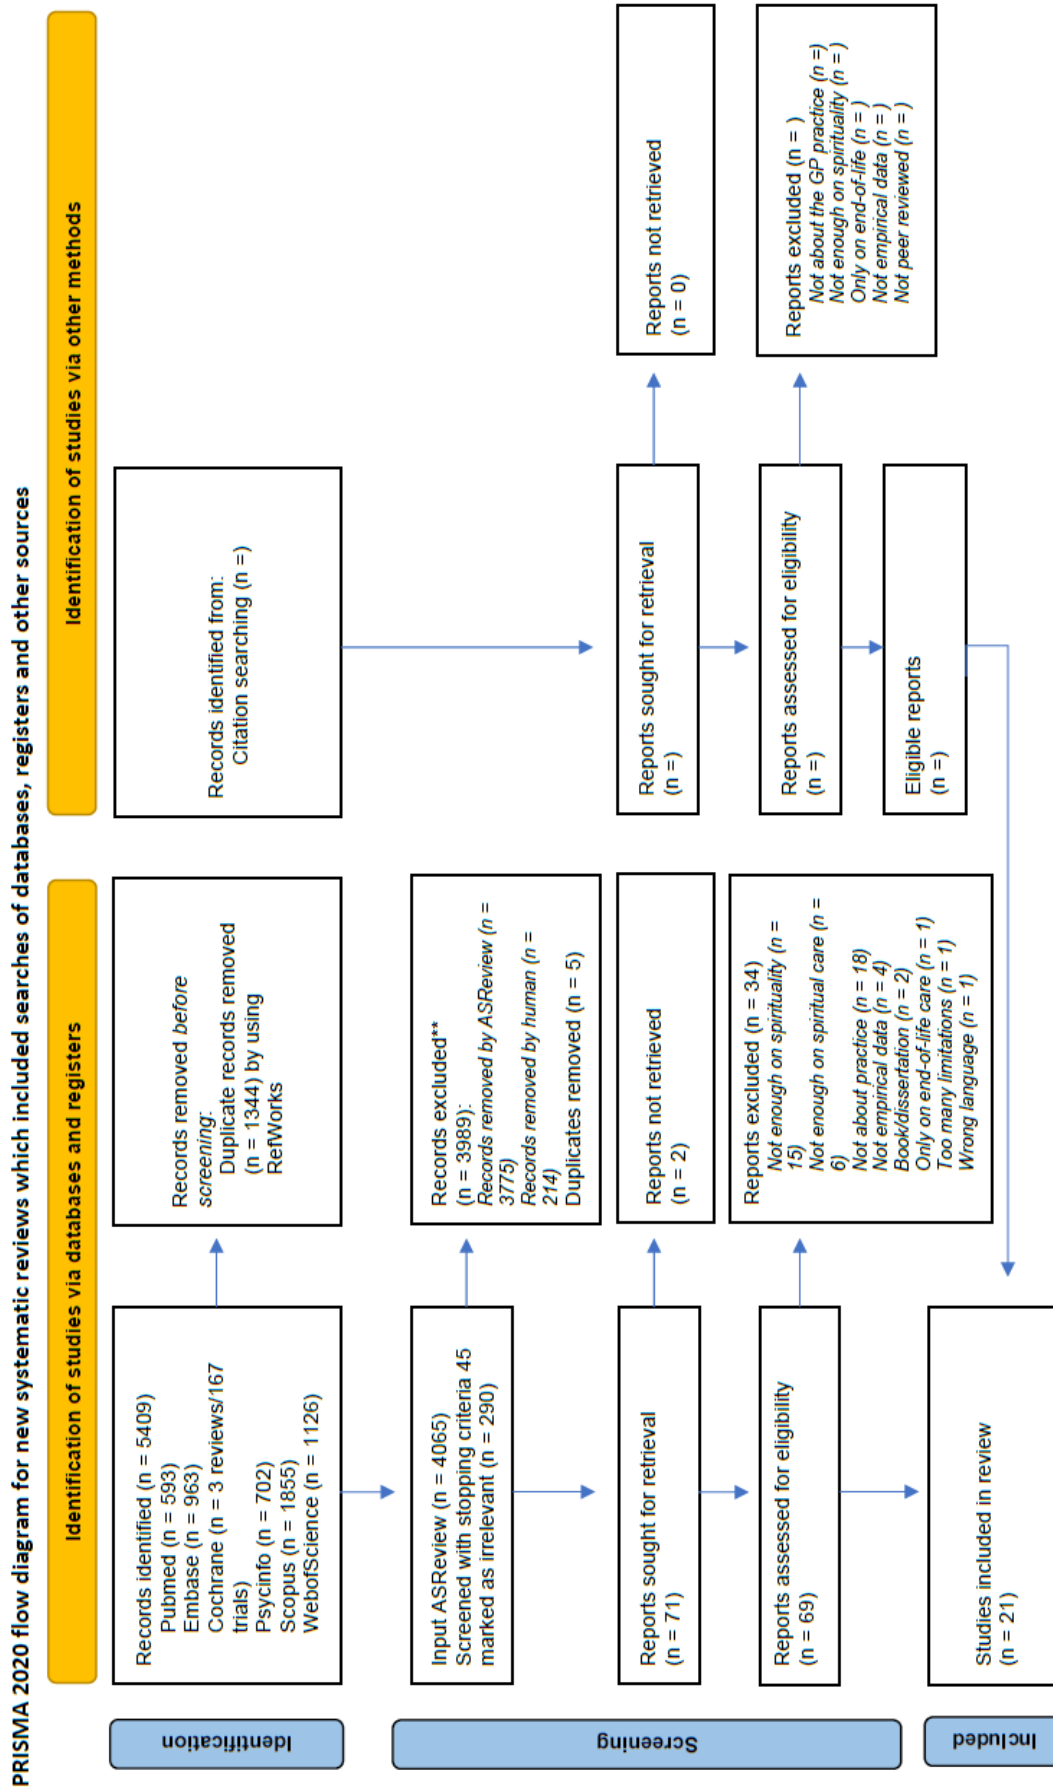 PRISMA 2020 flow diagram for new systematic reviews which included searches of databases, registers and other sources
Identification of studies via databases and registers
Identification of studies via other methods
Identification
Records identified (n = 5409)
Pubmed (n = 593)
Embase (n = 963)
Cochrane (n = 3 reviews/167
trials)
Psycinfo (n = 702)
Scopus (n = 1855)
WebofScience (n = 1126)
Records removed before
screening:
Duplicate records removed
(n = 1344) by using
RefWorks
Records identified from:
Citation searching (n =)
Screening
Input ASReview (n = 4065)
Screened with stopping criteria 45
marked as irrelevant (n = 290)
Records excluded**
(n = 3989):
Records removed by ASReview (n =
3775)
Records removed by human (n =
214)
Duplicates removed (n = 5)
Reports sought for retrieval
(n = 71)
Reports not retrieved
(n = 2)
Reports sought for retrieval
(n =)
Reports not retrieved
(n = 0)
Reports assessed for eligibility
(n = 69)
Reports excluded (n = 34)
Not enough on spirituality (n =
15)
Not enough on spiritual care (n =
6)
Not about practice (n = 18)
Not empirical data (n = 4)
Book/dissertation (n = 2)
Only on end-of-life care (n = 1)
Too many limitations (n = 1)
Wrong language (n = 1)
Reports assessed for eligibility
(n =)
Reports excluded (n = )
Not about the GP practice (n =)
Not enough on spirituality (n =)
Only on end-of-life (n = )
Not empirical data (n = )
Not peer reviewed (n = )
Eligible reports
(n =)
Included
Studies included in review
(n = 21)